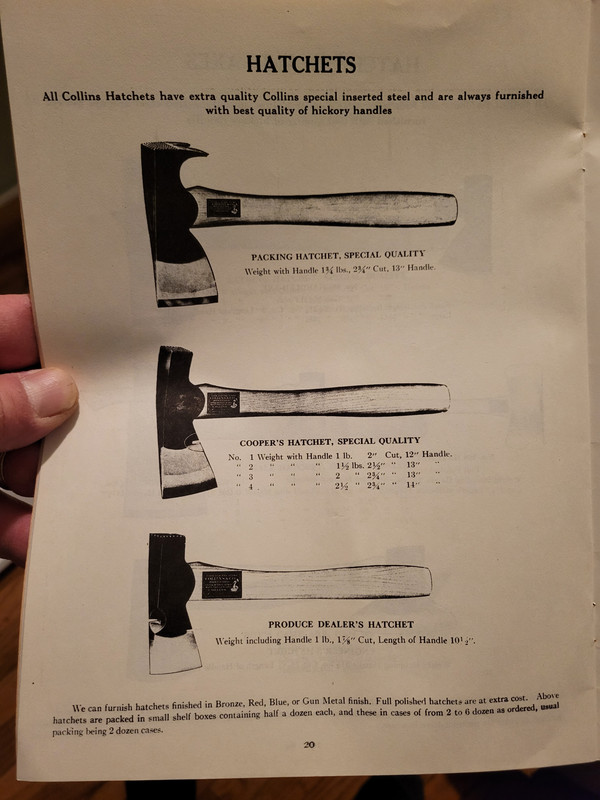 HATCHETS
All Collins Hatchets have extra quality Collins special inserted steel and are always furnished
with best quality of hickory handles
PACKING HATCHET, SPECIAL QUALITY
Weight with Handle 1¾ lbs., 2¾" Cut, 13" Handle.
COOPER'S HATCHET, SPECIAL QUALITY
No. 1 Weight with Handle 1 lb. 2" Cut, 12" Handle.
" 2 " " " 1½ lbs. 2½" " 13" "
" 3 " " " 2 " 2¾" " 13" "
" 4 " " " 2½ " 2¾" " 14" "
PRODUCE DEALER'S HATCHET
Weight including Handle 1 lb., Cut, Length of Handle 10½".
We can furnish hatchets finished in Bronze, Red, Blue, or Gun Metal finish. Full polished hatchets are at extra cost. Above
hatchets are packed in small shelf boxes containing half a dozen each, and these in cases of from 2 to 6 dozen as ordered, usual
packing being 2 dozen cases.
20